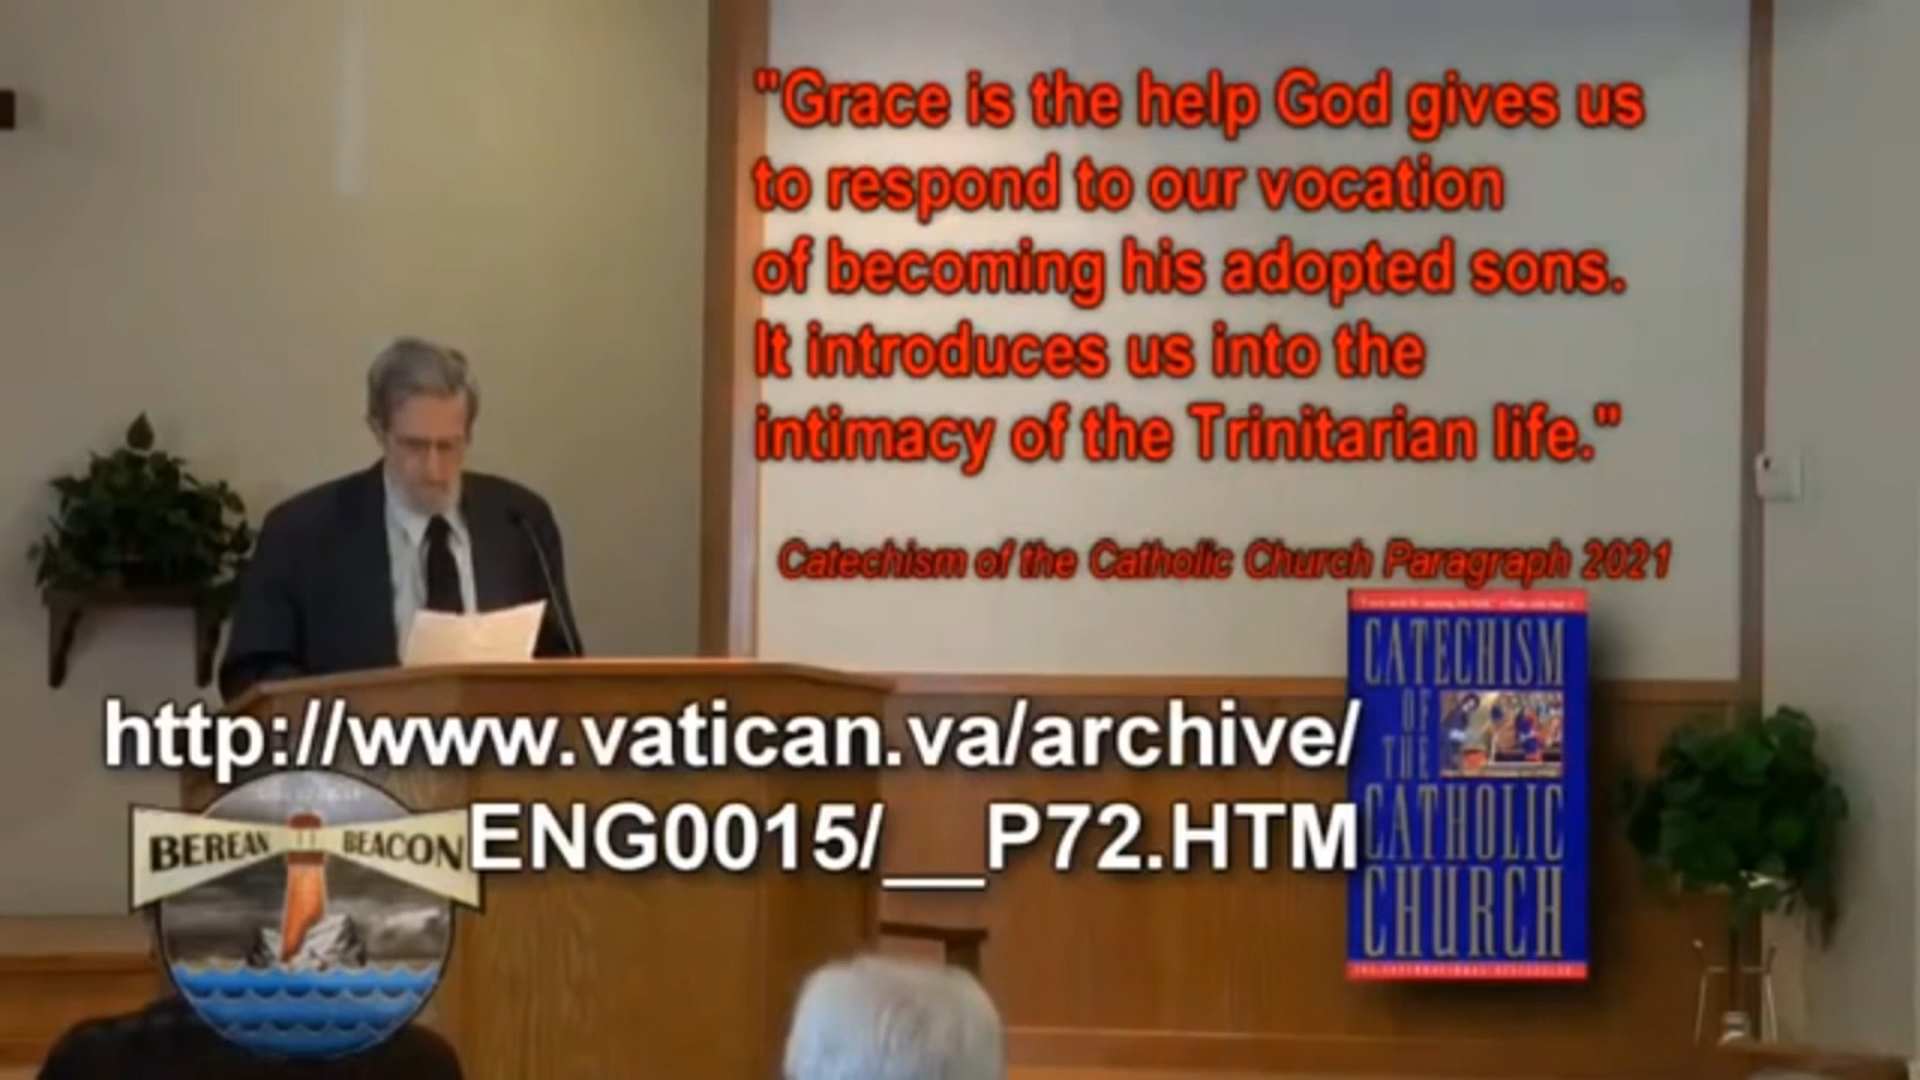 "Grace is the help God gives us
to respond to our vocation
of becoming his adopted sons.
It introduces us into the
intimacy of the Trinitarian life."
Catechism of the Catholic Church Paragraph 2021
CATECHISM
OF
THE
CATHOLIC
CHURCH
http://www.vatican.va/archive/
ENG0015/__P72.HTM
BEREAN BEACON